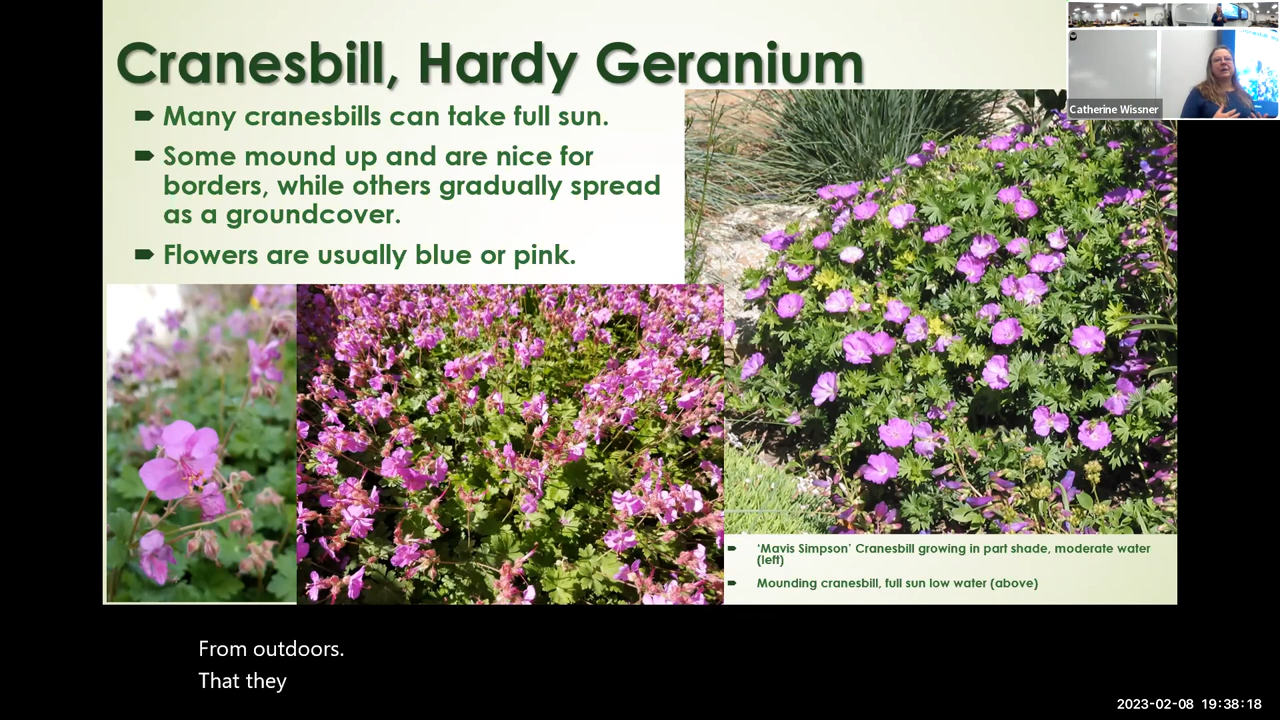 Cranesbill, Hardy Geranium
Many cranesbills can take full sun.
Some mound up and are nice for
borders, while others gradually spread
as a groundcover.
Flowers are usually blue or pink.
'Mavis Simpson' Cranesbill growing in part shade, moderate water
(left)
Mounding cranesbill, full sun low water (above)
Catherine Wissner
From outdoors.
That they
2023-02-08 19:38:18